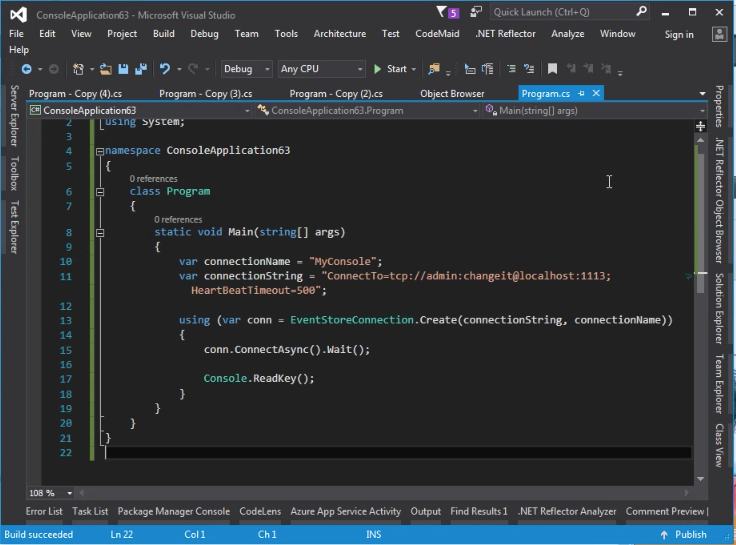 ConsoleApplication63 - Microsoft Visual Studio
5
Quick Launch (Ctrl+Q)
File Edit View Project Build Debug Team Tools Architecture Test CodeMaid .NET Reflector Analyze Window Sign in
Help
Debug Any CPU Start
Program - Copy (4).cs Program - Copy (3).cs Program - Copy (2).cs Object Browser Program.cs
ConsoleApplication63 ConsoleApplication63.Program Main(string[] args)
Server Explorer
Toolbox
Test Explorer
2 using System;
3
4 namespace ConsoleApplication63
5 {
0 references
6 class Program
7 {
0 references
8 static void Main(string[] args)
9 {
10 var connectionName = "MyConsole";
11 var connectionString = "ConnectTo=tcp://admin:changeit@localhost:1113;
HeartBeatTimeout=500";
12
13 using (var conn = EventStoreConnection.Create(connectionString, connectionName))
14 {
15 conn.ConnectAsync().Wait();
16
17 Console.ReadKey();
18 }
19 }
20 }
21 }
22
Properties
.NET Reflector Object Browser
Solution Explorer
Team Explorer
Class View
108 %
Error List Task List Package Manager Console CodeLens Azure App Service Activity Output Find Results 1 .NET Reflector Analyzer Comment Preview
Build succeeded Ln 22 Col 1 Ch 1 INS Publish